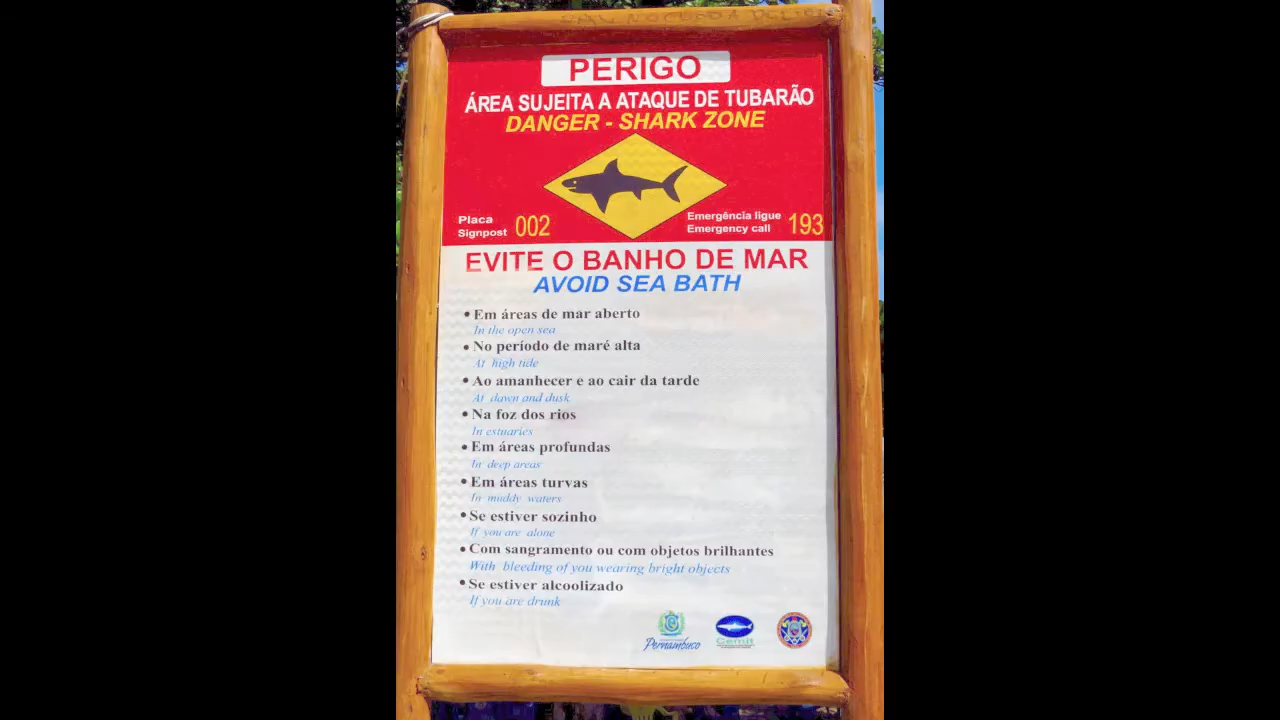 PERIGO
ÁREA SUJEITA A ATAQUE DE TUBARÃO
DANGER - SHARK ZONE
Placa
Signpost 002
Emergência ligue
Emergency call 193
EVITE O BANHO DE MAR
AVOID SEA BATH
• Em áreas de mar aberto
In the open sea
• No período de maré alta
At high tide
• Ao amanhecer e ao cair da tarde
At dawn and dusk
• Na foz dos rios
In estuaries
• Em áreas profundas
In deep areas
• Em áreas turvas
In muddy waters
• Se estiver sozinho
If you are alone
• Com sangramento ou com objetos brilhantes
With bleeding of you wearing bright objects
• Se estiver alcoolizado
If you are drunk
Pernambuco
Cemit